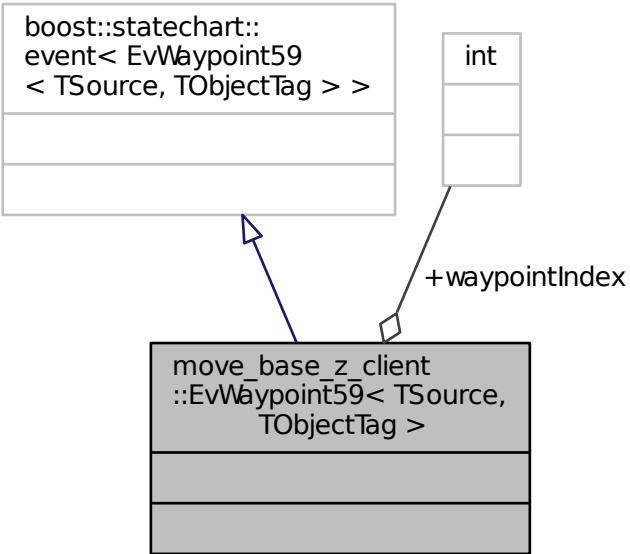 boost::statechart::
event< EvWaypoint59
< TSource, TObjectTag > >
int
+waypointIndex
move_base_z_client
::EvWaypoint59< TSource,
TObjectTag >